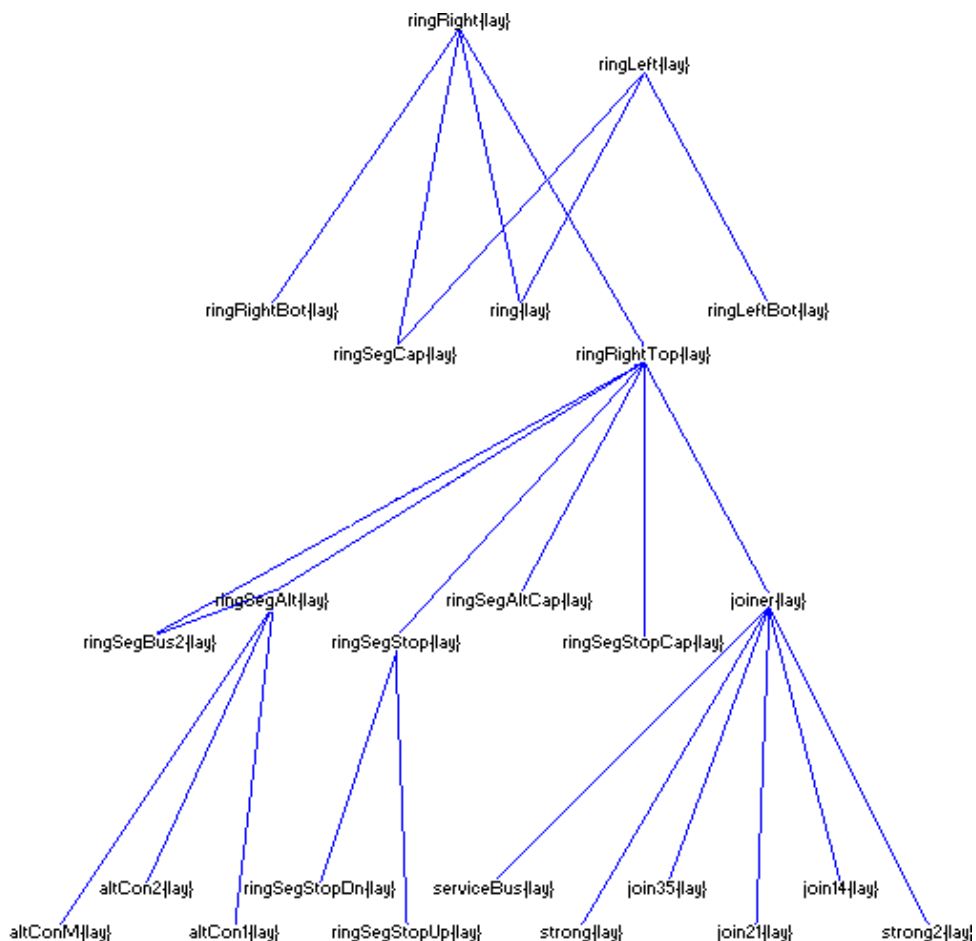 ringRight{lay}
ringLeft{lay}
ringRightBot{lay}
ring{lay}
ringLeftBot{lay}
ringSegCap{lay}
ringRightTop{lay}
ringSegAlt{lay}
ringSegAltCap{lay}
joiner{lay}
ringSegBus2{lay}
ringSegStop{lay}
ringSegStopCap{lay}
altCon2{lay}
ringSegStopDn{lay}
serviceBus{lay}
join35{lay}
join14{lay}
altConM{lay}
altCon1{lay}
ringSegStopUp{lay}
strong{lay}
join21{lay}
strong2{lay}